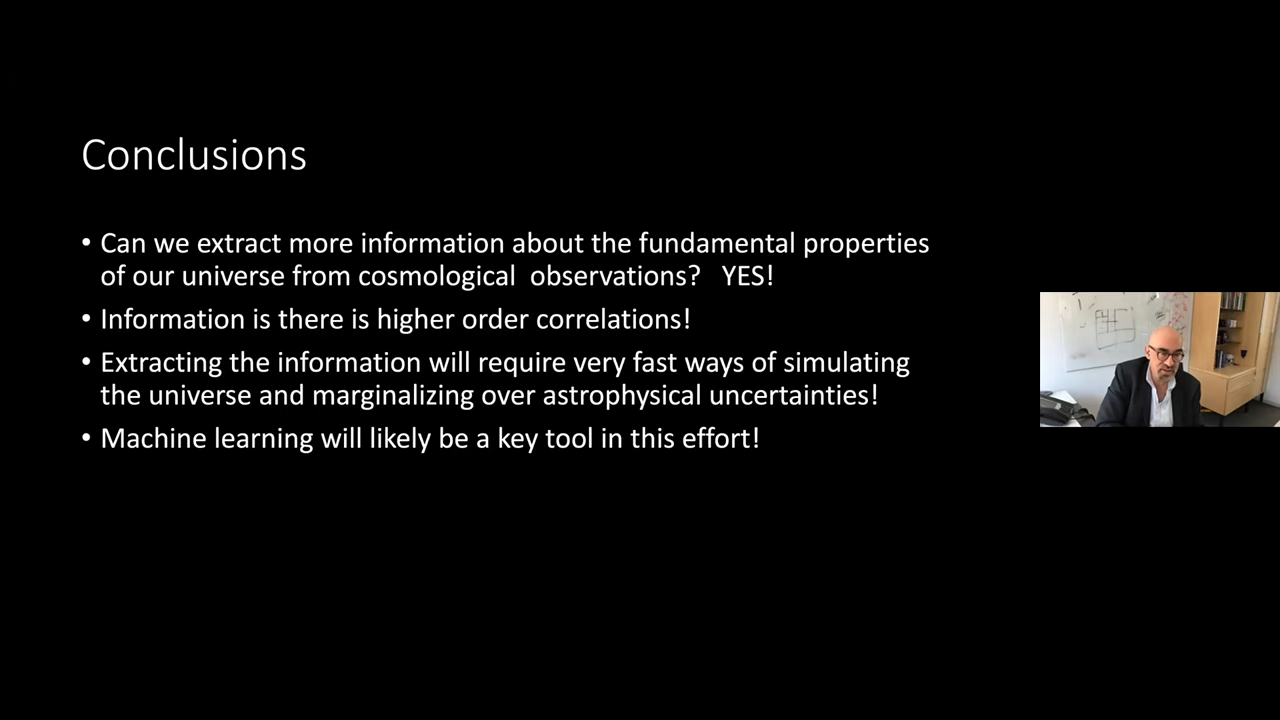 Conclusions
• Can we extract more information about the fundamental properties
of our universe from cosmological  observations?   YES!
• Information is there is higher order correlations!
• Extracting the information will require very fast ways of simulating
the universe and marginalizing over astrophysical uncertainties!
• Machine learning will likely be a key tool in this effort!